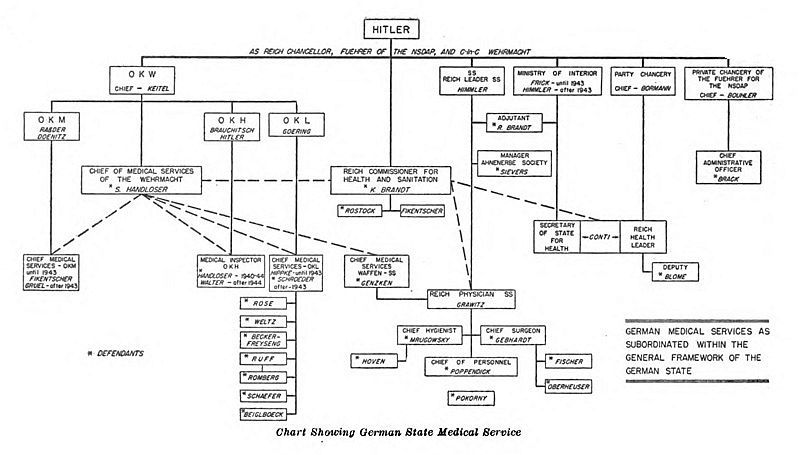 HITLER
AS REICH CHANCELLOR, FUEHRER OF THE NSDAP, AND C-in-C WEHRMACHT
OKW
CHIEF - KEITEL
SS
REICH LEADER SS
HIMMLER
MINISTRY OF INTERIOR
FRICK - until 1943
HIMMLER - after 1943
PARTY CHANCERY
CHIEF - BORMANN
PRIVATE CHANCERY OF
THE FUEHRER FOR
THE NSDAP
CHIEF - BOUHLER
OKM
RAEDER
DOENITZ
OKH
BRAUCHITSCH
HITLER
OKL
GOERING
ADJUTANT
* R. BRANDT
MANAGER
AHNENERBE SOCIETY
* SIEVERS
CHIEF
ADMINISTRATIVE
OFFICER
* BRACK
CHIEF OF MEDICAL SERVICES
OF THE WEHRMACHT
* S. HANDLOSER
REICH COMMISSIONER FOR
HEALTH AND SANITATION
* K BRANDT
* ROSTOCK
FIKENTSCHER
SECRETARY
OF STATE
FOR
HEALTH
CONTI
REICH
HEALTH
LEADER
DEPUTY
* BLOME
CHIEF MEDICAL
SERVICES - OKM
until 1943
FIKENTSCHER
GRUEL - after 1943
MEDICAL INSPECTOR
OKH
* HANDLOSER - 1940-44
WALTER - after 1944
CHIEF MEDICAL
SERVICES - OKL
HIPPKE - until 1943
* SCHROEDER
after - 1943
CHIEF MEDICAL
SERVICES
WAFFEN - SS
* GENZKEN
REICH PHYSICIAN SS
GRAWITZ
* ROSE
* WELTZ
* BECKER-
FREYSENG
* RUFF
* ROMBERG
* SCHAEFER
* BEIGLBOECK
CHIEF HYGIENIST
* MRUGOWSKY
CHIEF SURGEON
* GEBHARDT
* HOVEN
CHIEF OF PERSONNEL
* POPPENDICK
* FISCHER
* OBERHEUSER
* POKORNY
* DEFENDANTS
GERMAN MEDICAL SERVICES AS
SUBORDINATED WITHIN THE
GENERAL FRAMEWORK OF THE
GERMAN STATE
Chart Showing German State Medical Service